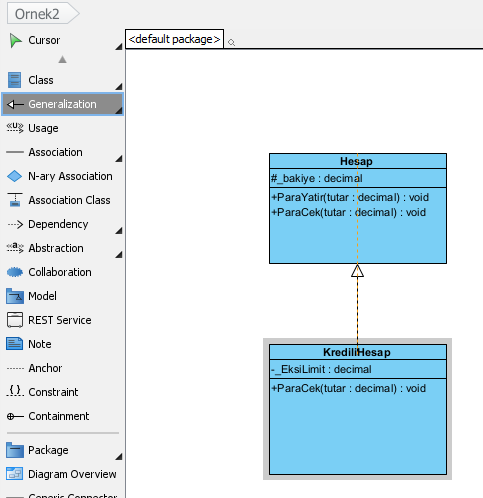 Ornek2
Cursor
<default package>
Class
Generalization
Usage
Association
N-ary Association
Association Class
Dependency
Abstraction
Collaboration
Model
REST Service
Note
Anchor
Constraint
Containment
Package
Diagram Overview
Generic Connector
Hesap
#_bakiye : decimal
+ParaYatir(tutar : decimal) : void
+ParaCek(tutar : decimal) : void
KrediliHesap
-_EksiLimit : decimal
+ParaCek(tutar : decimal) : void